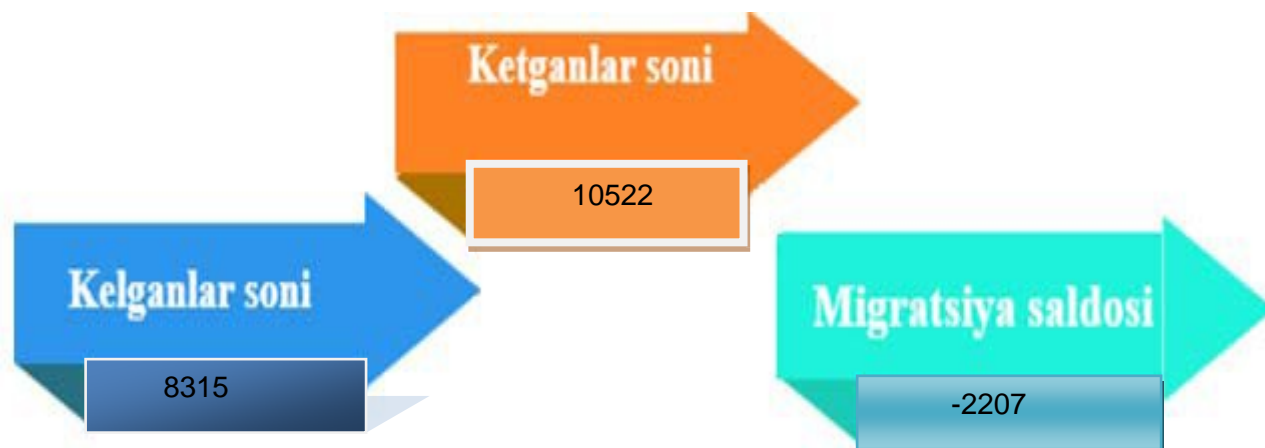 Ketganlar soni
10522
Kelganlar soni
8315
Migratsiya saldosi
-2207